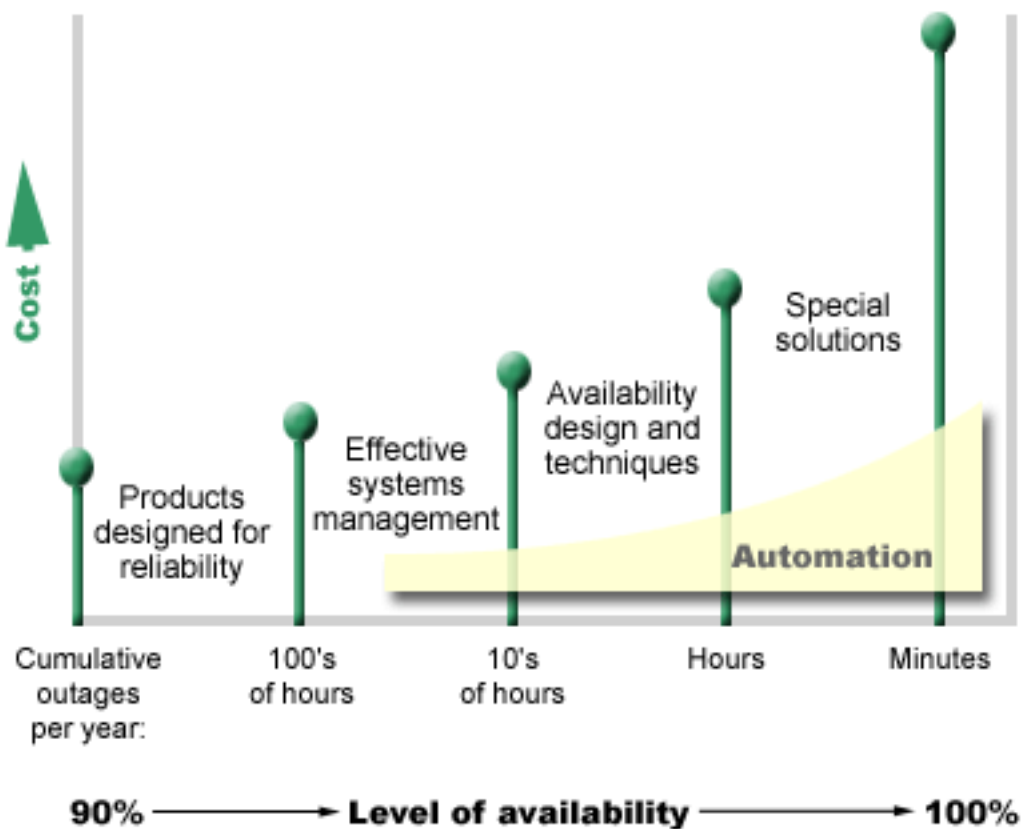 Cost
Special
solutions
Availability
design and
techniques
Effective
systems
management
Products
designed for
reliability
Automation
Cumulative
outages
per year:
100's
of hours
10's
of hours
Hours
Minutes
90%
Level of availability
100%